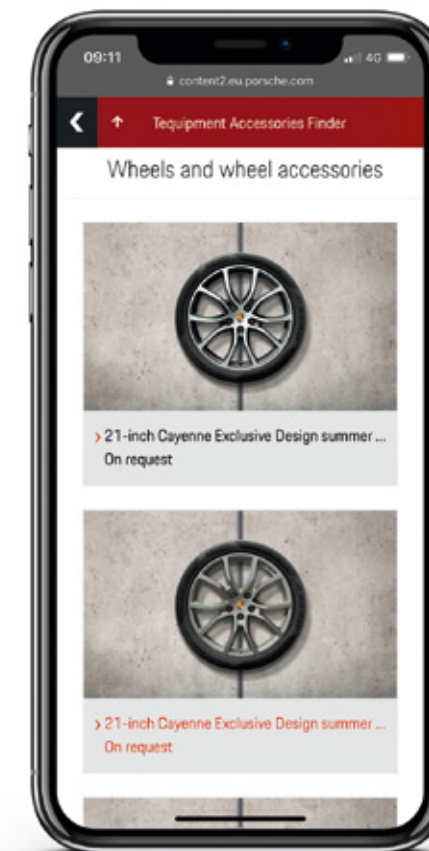 09:11
4G
content2.eu.porsche.com
Tequipment Accessories Finder
Wheels and wheel accessories
21-inch Cayenne Exclusive Design summer ...
On request
21-inch Cayenne Exclusive Design summer ...
On request